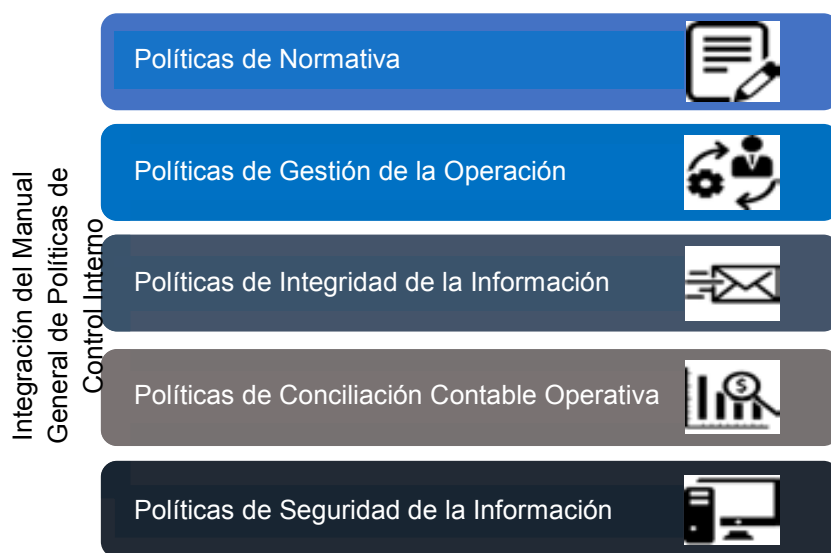 Integración del Manual
General de Políticas de
Control Interno
Políticas de Normativa
Políticas de Gestión de la Operación
Políticas de Integridad de la Información
Políticas de Conciliación Contable Operativa
$
Políticas de Seguridad de la Información